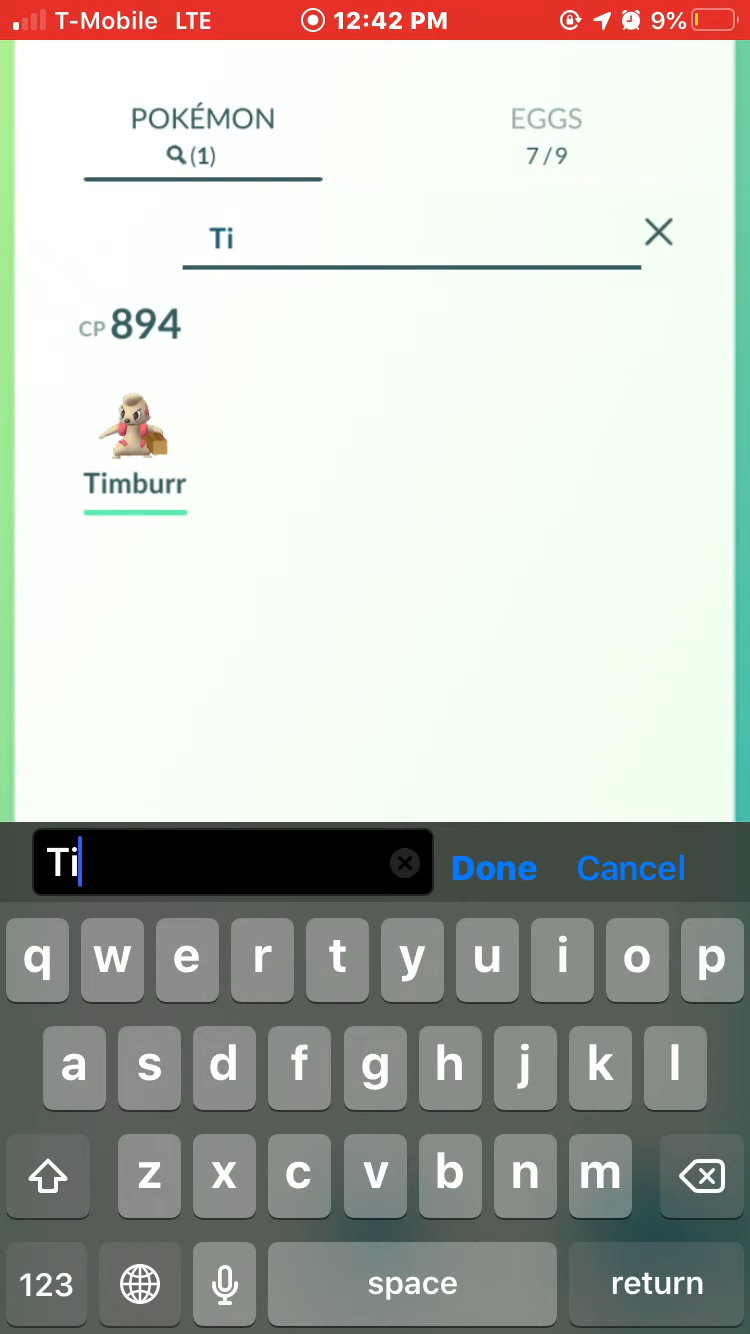 T-Mobile LTE 12:42 PM 9%
POKÉMON EGGS
(1) 7/9
Ti
CP 894
Timburr
Ti Done Cancel
q w e r t y u i o p
a s d f g h j k l
z x c v b n m
123 space return